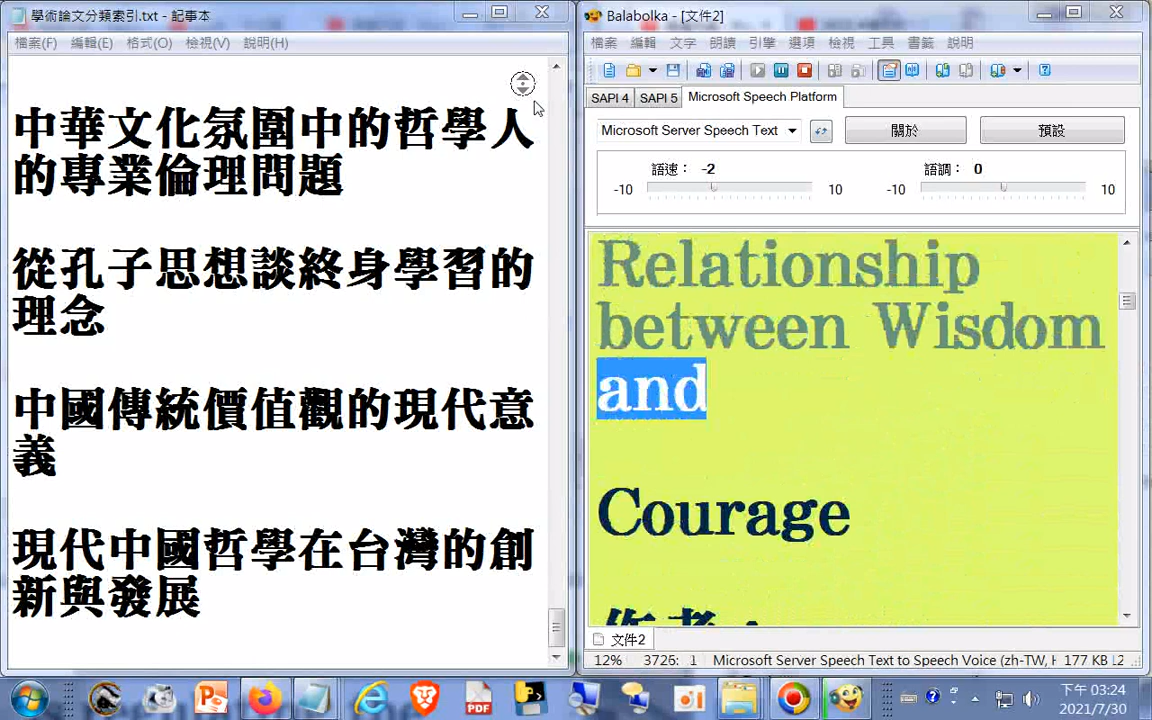 學術論文分類索引.txt - 記事本
檔案(F) 編輯(E) 格式(O) 檢視(V) 說明(H)
中華文化氛圍中的哲學人
的專業倫理問題
從孔子思想談終身學習的
理念
中國傳統價值觀的現代意
義
現代中國哲學在台灣的創
新與發展
Balabolka - [文件2]
檔案 編輯 文字 朗讀 引擎 選項 檢視 工具 書籤 說明
SAPI 4 SAPI 5 Microsoft Speech Platform
Microsoft Server Speech Text 關於 預設
語速： -2 語調： 0
-10 10 -10 10
Relationship
between Wisdom
and
Courage
作者：
文件2
12% 3726: 1 Microsoft Server Speech Text to Speech Voice (zh-TW, H 177 KB
下午 03:24
2021/7/30